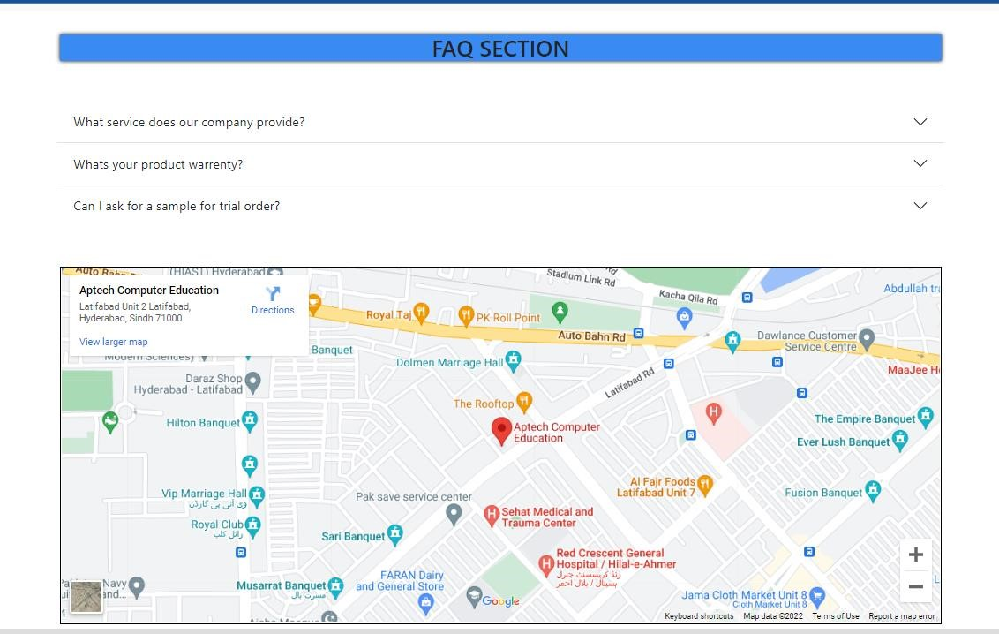 FAQ SECTION
What service does our company provide?
Whats your product warrenty?
Can I ask for a sample for trial order?
Auto Bahn Rd
(HIAST) Hyderabad
Aptech Computer Education
Latifabad Unit 2 Latifabad,
Hyderabad, Sindh 71000
Directions
View larger map
Modern Sciences)
Banquet
Royal Taj
PK Roll Point
Stadium Link Rd
Rd
Kacha Qila Rd
Abdullah
Auto Bahn Rd
Dawlance Customer
Service Centre
Dolmen Marriage Hall
Latifabad Rd
MaaJee
Daraz Shop
Hyderabad - Latifabad
The Rooftop
Hilton Banquet
Aptech Computer
Education
The Empire Banquet
Ever Lush Banquet
Vip Marriage Hall
وی آئی پی گارڈن
Pak save service center
Al Fajr Foods
Latifabad Unit 7
Fusion Banquet
Royal Club
رائل کلب
Sari Banquet
Sehat Medical and
Trauma Center
Red Crescent General
Hospital / Hilal-e-Ahmer
ریڈ کریسنٹ جنرل
ہسپتال / ہلال احمر
Navy
Musarrat Banquet
مسرت ہال
FARAN Dairy
and General Store
Google
Jama Cloth Market Unit 8
Cloth Market Unit 8
Keyboard shortcuts
Map data ©2022
Terms of Use
Report a map error